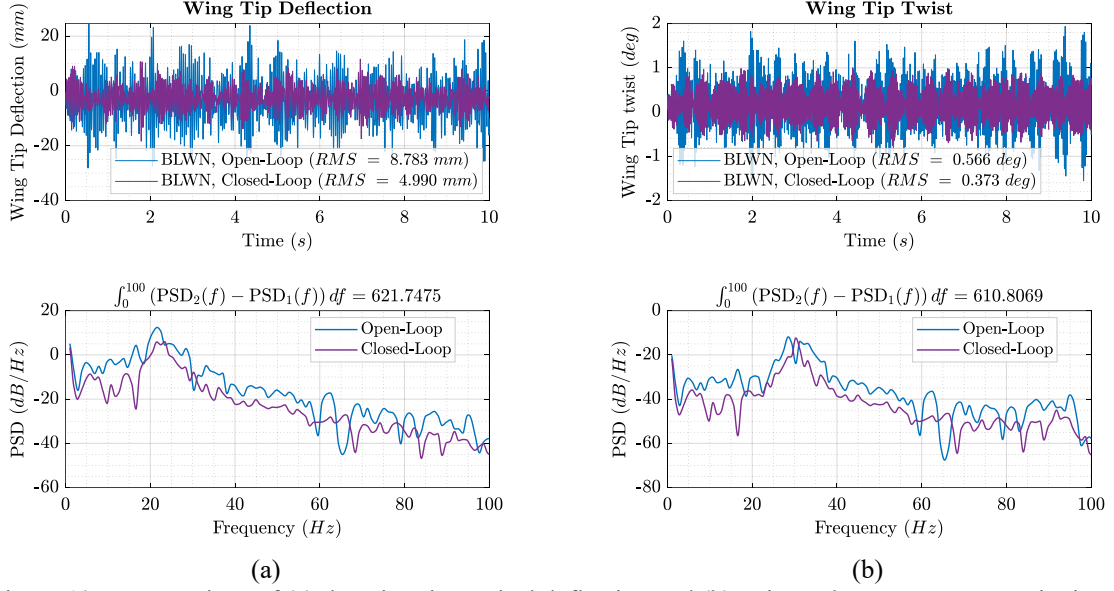 Wing Tip Deflection
Wing Tip Deflection (mm)
20
0
-20
-40
BLWN, Open-Loop (RMS = 8.783 mm)
BLWN, Closed-Loop (RMS = 4.990 mm)
0 2 4 6 8 10
Time (s)
Wing Tip Twist
Wing Tip twist (deg)
2
1
0
-1
-2
BLWN, Open-Loop (RMS = 0.566 deg)
BLWN, Closed-Loop (RMS = 0.373 deg)
0 2 4 6 8 10
Time (s)
∫₀¹⁰⁰ (PSD₂(f) − PSD₁(f)) df = 621.7475
PSD (dB/Hz)
20
0
-20
-40
-60
Open-Loop
Closed-Loop
0 20 40 60 80 100
Frequency (Hz)
(a)
∫₀¹⁰⁰ (PSD₂(f) − PSD₁(f)) df = 610.8069
PSD (dB/Hz)
0
-20
-40
-60
-80
Open-Loop
Closed-Loop
0 20 40 60 80 100
Frequency (Hz)
(b)